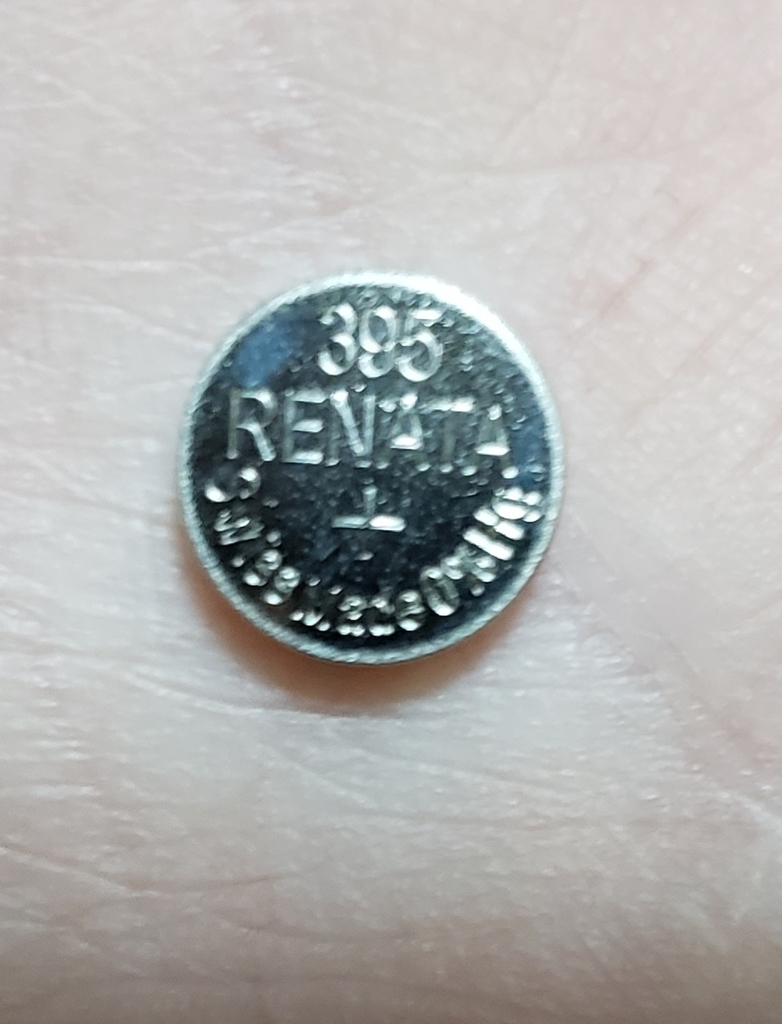 395
RENATA
+
Swiss Made 0%Hg